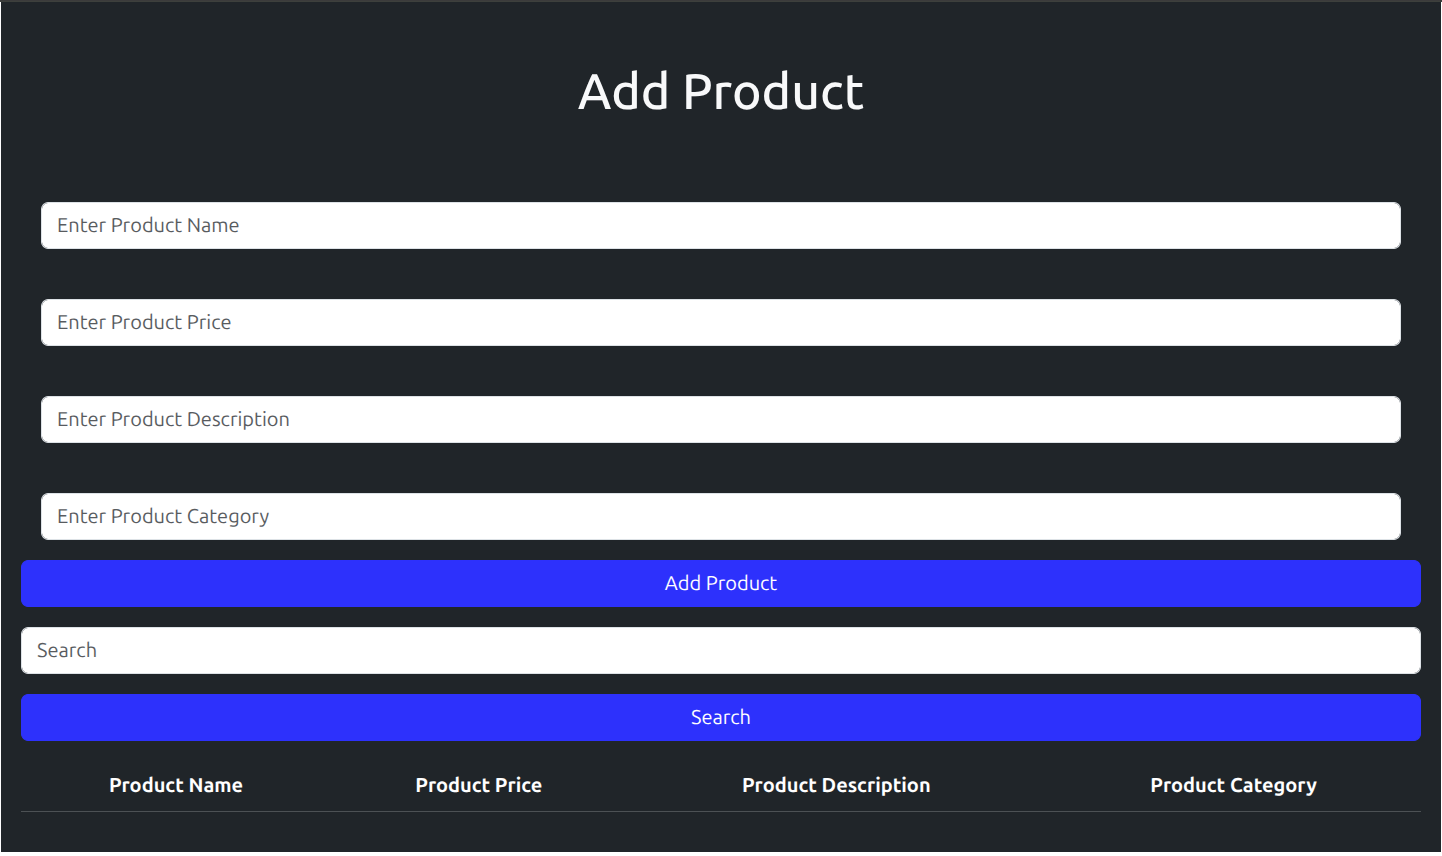 Add Product
Enter Product Name
Enter Product Price
Enter Product Description
Enter Product Category
Add Product
Search
Search
Product Name Product Price Product Description Product Category